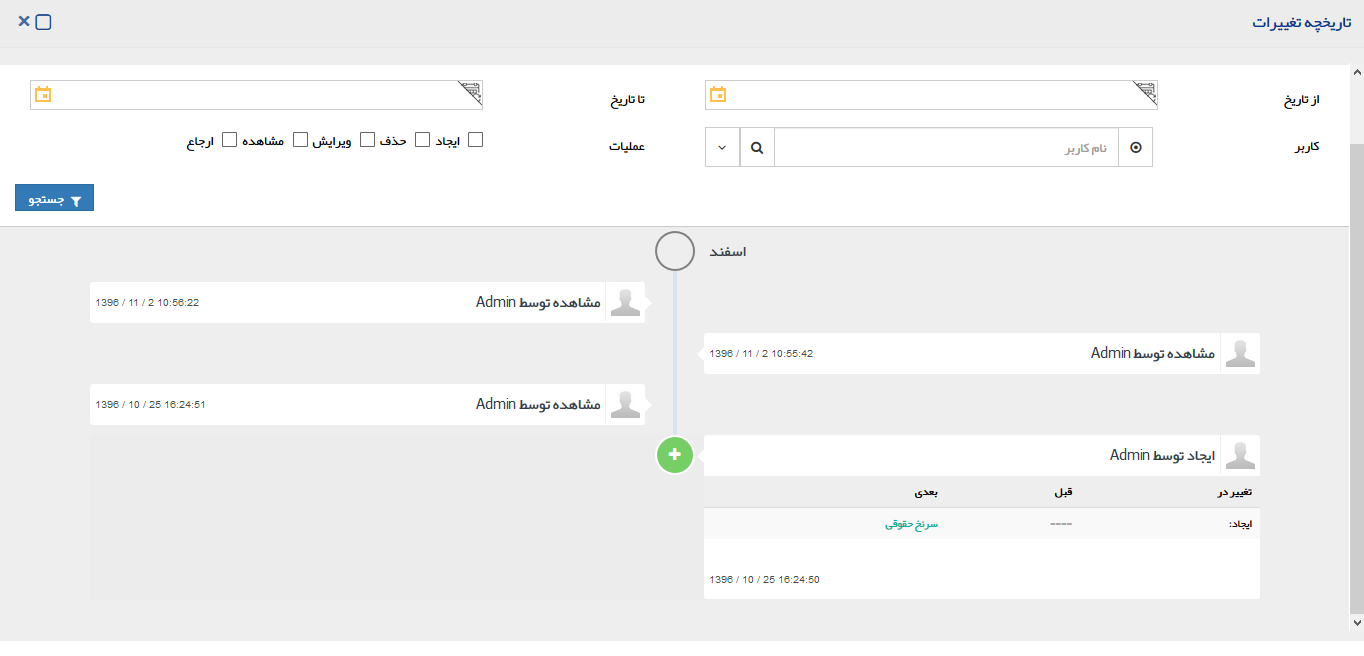 تاریخچه تغییرات
از تاریخ
تا تاریخ
کاربر
نام کاربر
عملیات
ایجاد
حذف
ویرایش
مشاهده
ارجاع
جستجو
اسفند
مشاهده توسط Admin
1396 / 11 / 2 10:56:22
مشاهده توسط Admin
1396 / 11 / 2 10:55:42
مشاهده توسط Admin
1396 / 10 / 25 16:24:51
ایجاد توسط Admin
تغییر در قبل بعدی
ایجاد: ---- سرنخ حقوقی
1396 / 10 / 25 16:24:50